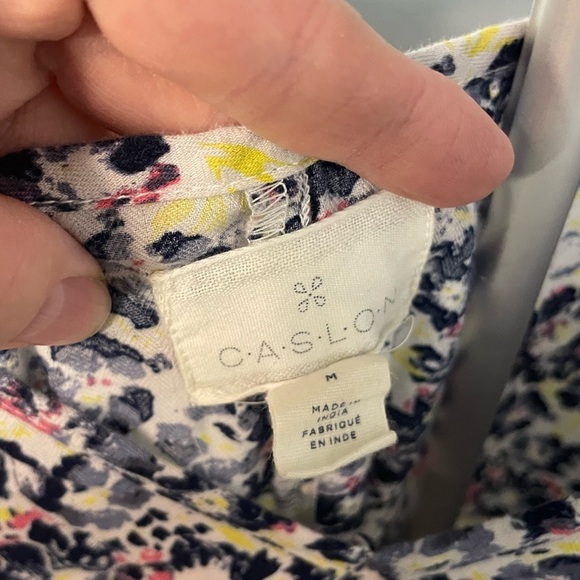 C·A·S·L·O·N
M
MADE IN
INDIA
FABRIQUÉ
EN INDE